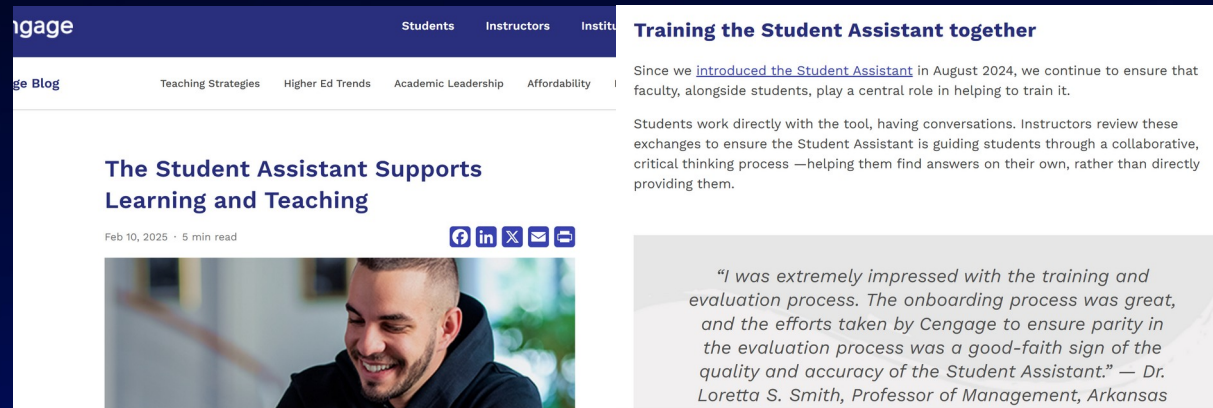 ngage
Students Instructors Institu
ge Blog
Teaching Strategies Higher Ed Trends Academic Leadership Affordability
The Student Assistant Supports
Learning and Teaching
Feb 10, 2025 · 5 min read
Training the Student Assistant together
Since we introduced the Student Assistant in August 2024, we continue to ensure that
faculty, alongside students, play a central role in helping to train it.
Students work directly with the tool, having conversations. Instructors review these
exchanges to ensure the Student Assistant is guiding students through a collaborative,
critical thinking process —helping them find answers on their own, rather than directly
providing them.
“I was extremely impressed with the training and
evaluation process. The onboarding process was great,
and the efforts taken by Cengage to ensure parity in
the evaluation process was a good-faith sign of the
quality and accuracy of the Student Assistant.” — Dr.
Loretta S. Smith, Professor of Management, Arkansas